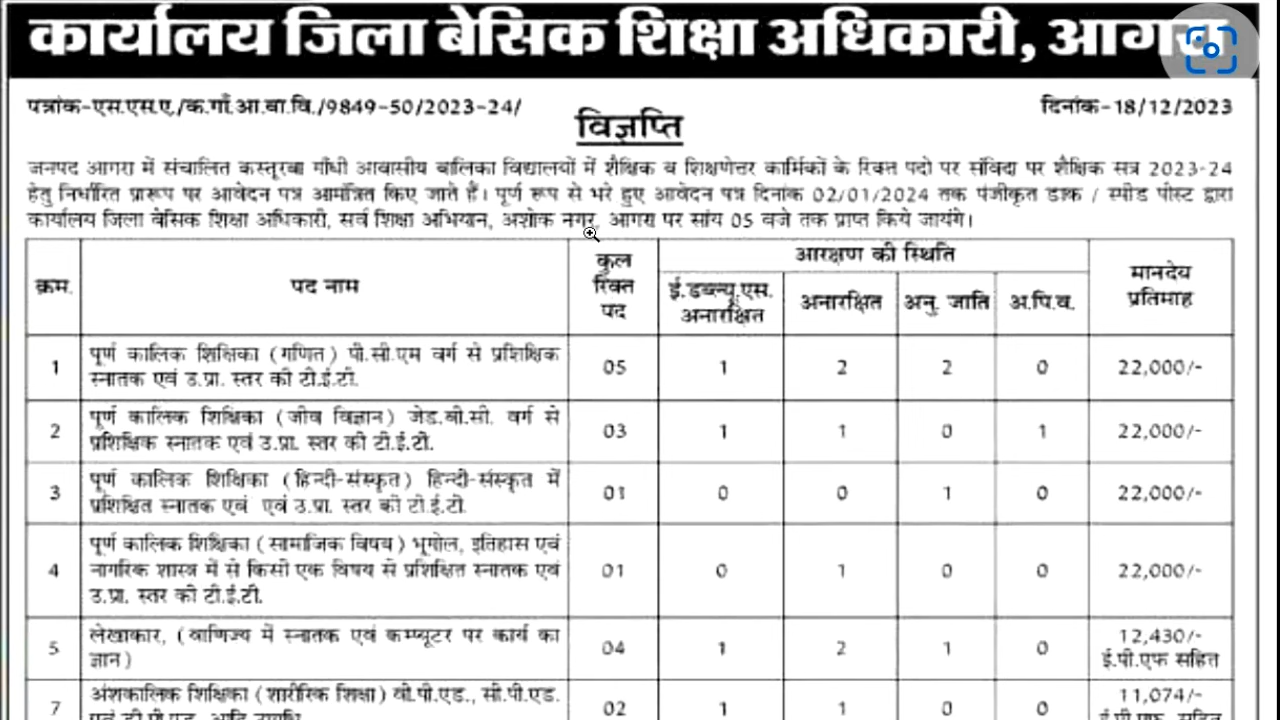 कार्यालय जिला बेसिक शिक्षा अधिकारी, आगरा
पत्रांक-एस.एस.ए./क.गाँ.आ.बा.वि./9849-50/2023-24/
दिनांक-18/12/2023
विज्ञप्ति
जनपद आगरा में संचालित कस्तूरबा गाँधी आवासीय बालिका विद्यालयों में शैक्षिक व शिक्षणेत्तर कार्मिकों के रिक्त पदो पर संविदा पर शैक्षिक सत्र 2023-24
हेतु निर्धारित प्रारूप पर आवेदन पत्र आमंत्रित किए जाते हैं। पूर्ण रूप से भरे हुए आवेदन पत्र दिनांक 02/01/2024 तक पंजीकृत डाक / स्पीड पोस्ट द्वारा
कार्यालय जिला बेसिक शिक्षा अधिकारी, सर्व शिक्षा अभियान, अशोक नगर, आगरा पर सांय 05 बजे तक प्राप्त किये जायंगे।
क्रम. पद नाम कुल रिक्त पद आरक्षण की स्थिति मानदेय प्रतिमाह
ई.डब्ल्यू.एस. अनारक्षित अनारक्षित अनु. जाति अ.पि.व.
1 पूर्ण कालिक शिक्षिका (गणित) पी.सी.एम वर्ग से प्रशिक्षिक 05 1 2 2 0 22,000/-
स्नातक एवं उ.प्रा. स्तर की टी.ई.टी.
2 पूर्ण कालिक शिक्षिका (जीव विज्ञान) जेड.बी.सी. वर्ग से 03 1 1 0 1 22,000/-
प्रशिक्षिक स्नातक एवं उ.प्रा. स्तर की टी.ई.टी.
3 पूर्ण कालिक शिक्षिका (हिन्दी-संस्कृत) हिन्दी-संस्कृत में 01 0 0 1 0 22,000/-
प्रशिक्षित स्नातक एवं एवं उ.प्रा. स्तर की टी.ई.टी.
पूर्ण कालिक शिक्षिका (सामाजिक विषय) भूगोल, इतिहास एवं
4 नागरिक शास्त्र में से किसी एक विषय से प्रशिक्षित स्नातक एवं 01 0 1 0 0 22,000/-
उ.प्रा. स्तर की टी.ई.टी.
5 लेखाकार, (वाणिज्य में स्नातक एवं कम्प्यूटर पर कार्य का 04 1 2 1 0 12,430/-
ज्ञान) ई.पी.एफ सहित
7 अंशकालिक शिक्षिका (शारीरिक शिक्षा) बी.पी.एड., सी.पी.एड. 02 1 1 0 0 11,074/-